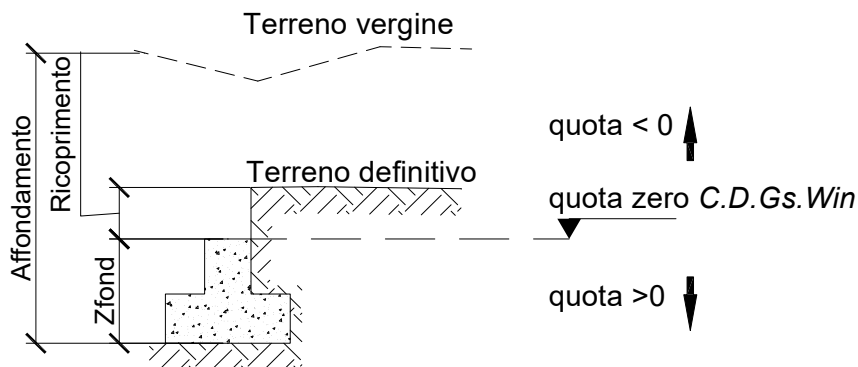 Terreno vergine
Affondamento
Ricoprimento
quota < 0
Terreno definitivo
quota zero C.D.Gs.Win
Zfond
quota >0